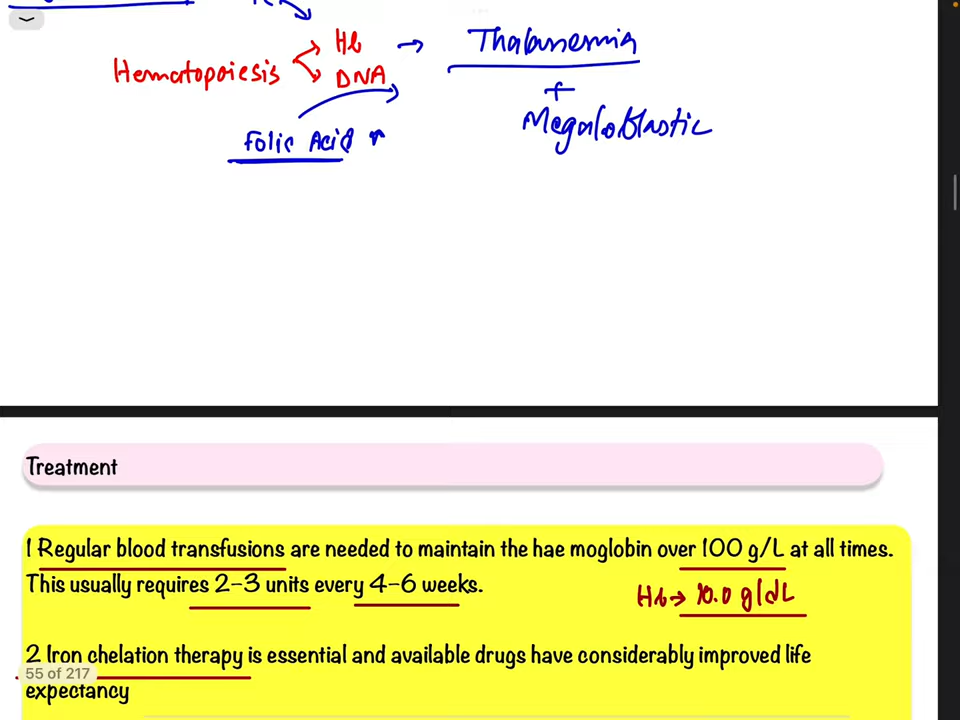 Hb
Hematopoiesis
DNA
Thalassemia
+
Megaloblastic
Folic Acid ↑
Treatment
1 Regular blood transfusions are needed to maintain the hae moglobin over 100 g/L at all times.
This usually requires 2-3 units every 4-6 weeks.
Hb → 10.0 g/dL
2 Iron chelation therapy is essential and available drugs have considerably improved life
55 of 217
expectancy